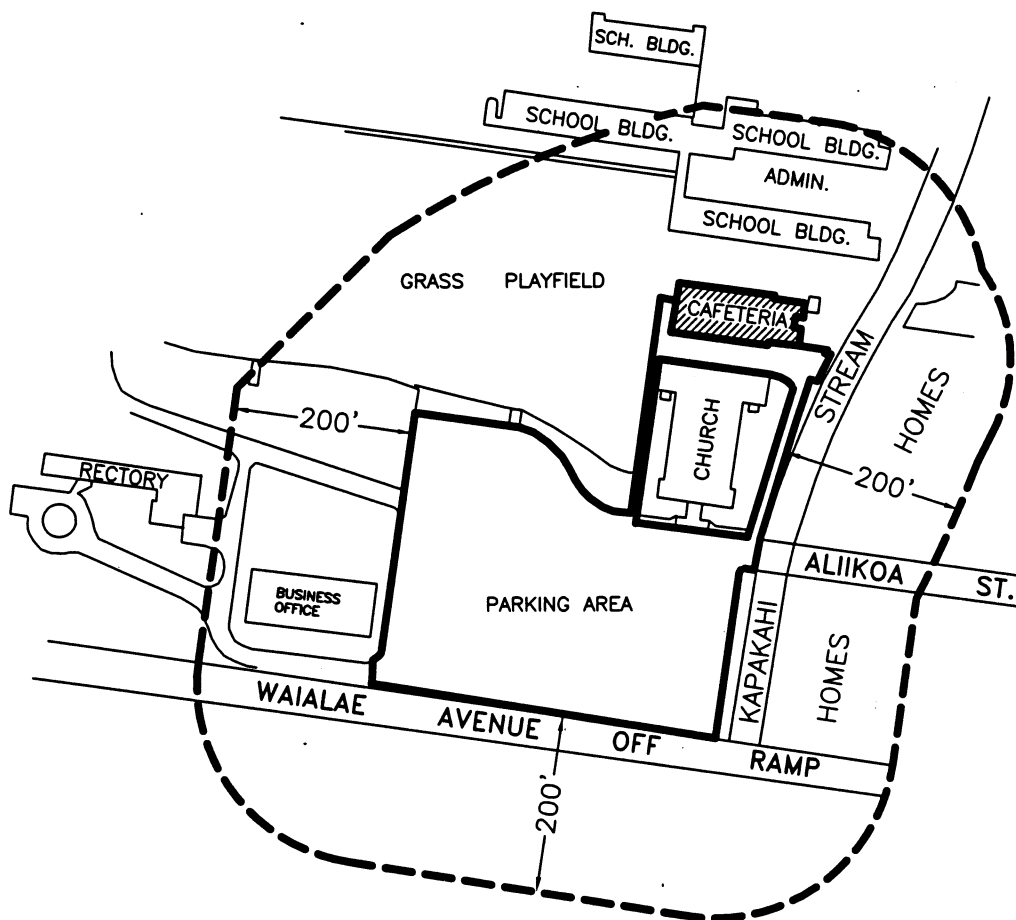 SCH. BLDG.
SCHOOL BLDG.
SCHOOL BLDG.
ADMIN.
SCHOOL BLDG.
GRASS PLAYFIELD
CAFETERIA
STREAM
HOMES
200'
CHURCH
RECTORY
200'
ALIIKOA ST.
BUSINESS
OFFICE
PARKING AREA
KAPAKAHI
HOMES
WAIALAE AVENUE OFF RAMP
200'